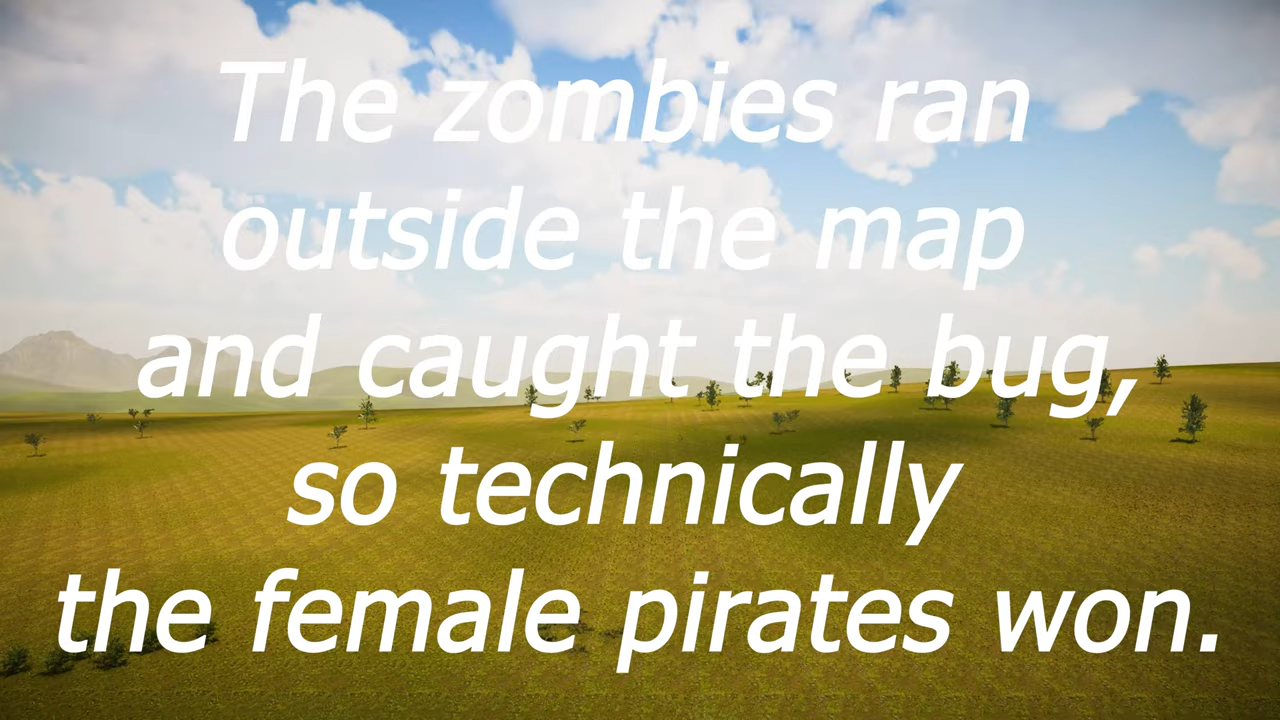 The zombies ran
outside the map
and caught the bug,
so technically
the female pirates won.